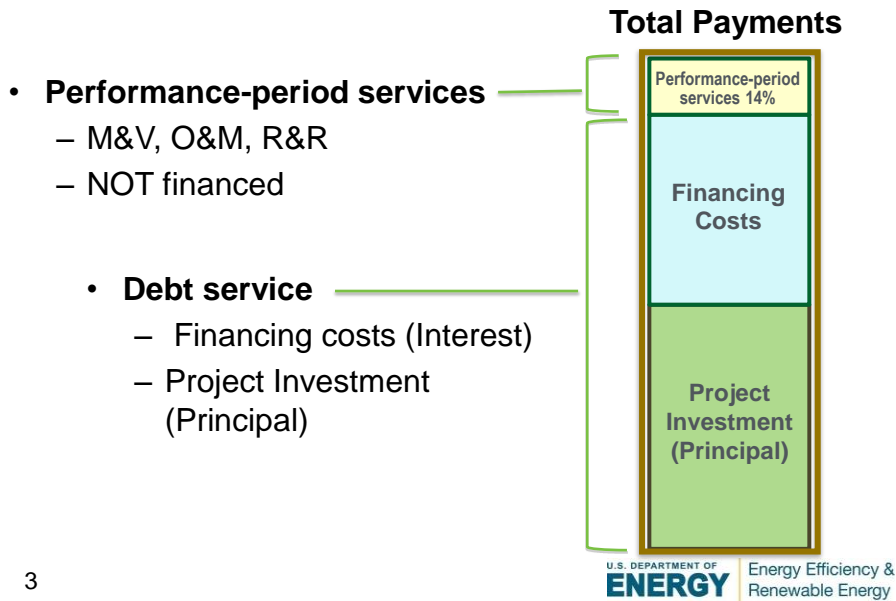 Total Payments
• Performance-period services
– M&V, O&M, R&R
– NOT financed
• Debt service
– Financing costs (Interest)
– Project Investment
(Principal)
Performance-period
services 14%
Financing
Costs
Project
Investment
(Principal)
3
U.S. DEPARTMENT OF
ENERGY
Energy Efficiency &
Renewable Energy